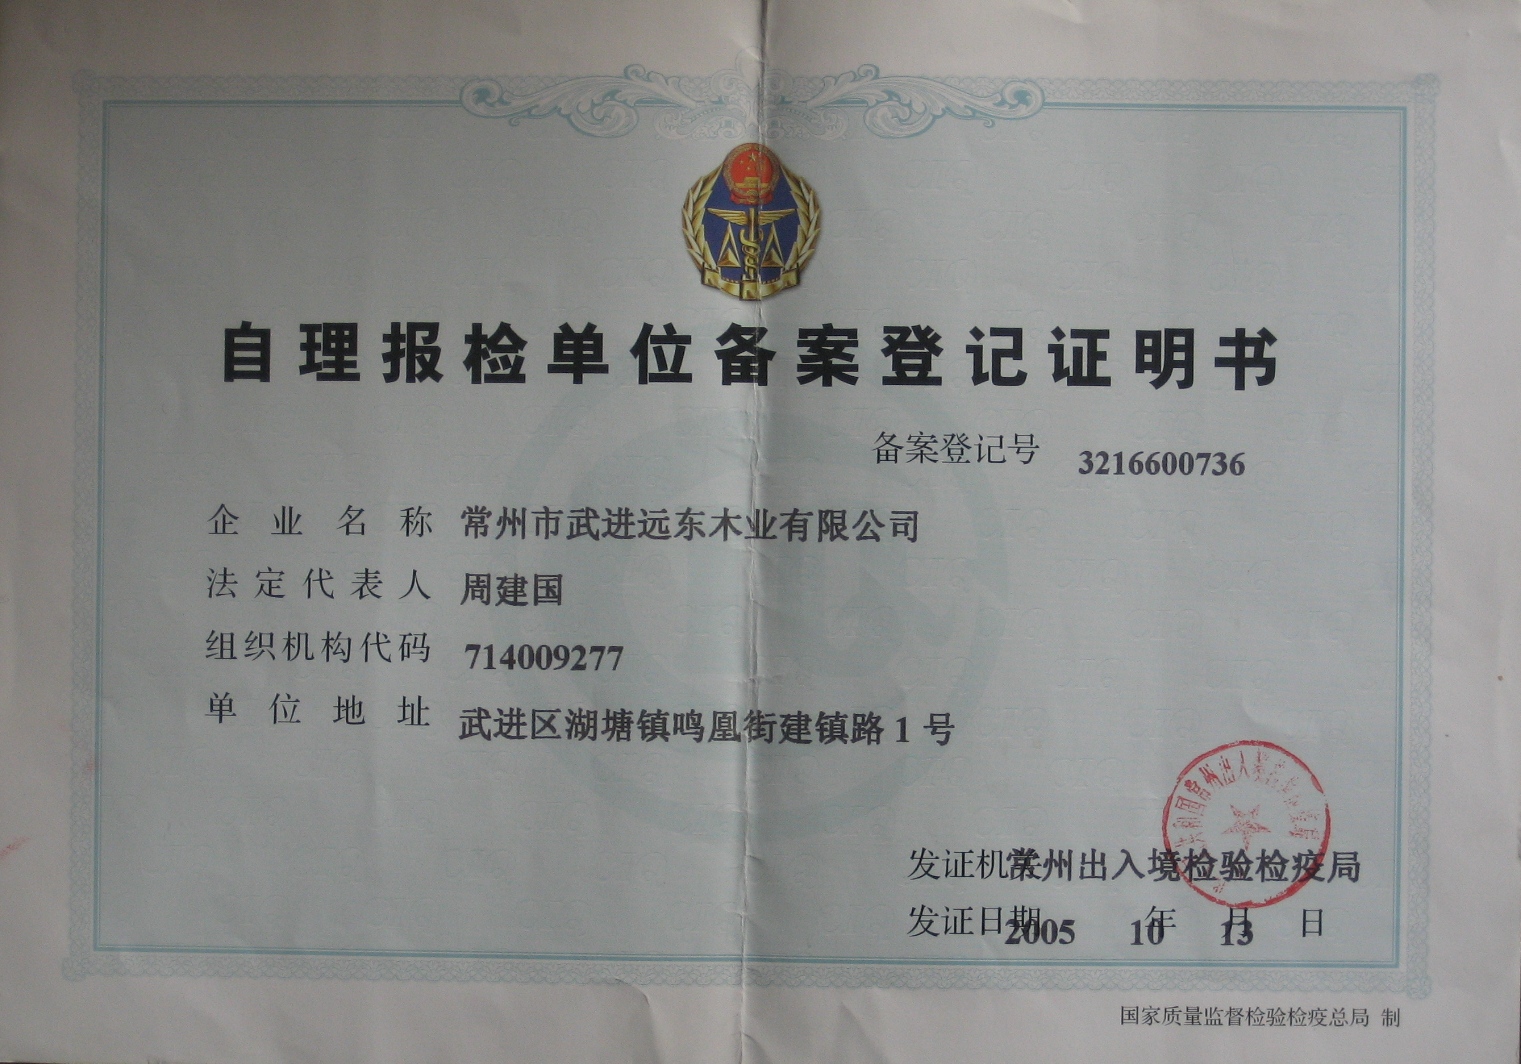 自理报检单位备案登记证明书
备案登记号 3216600736
企业名称 常州市武进远东木业有限公司
法定代表人 周建国
组织机构代码 714009277
单位地址 武进区湖塘镇鸣凰街建镇路1号
发证机关 常州出入境检验检疫局
发证日期 2005 年 10 月 13 日
国家质量监督检验检疫总局 制